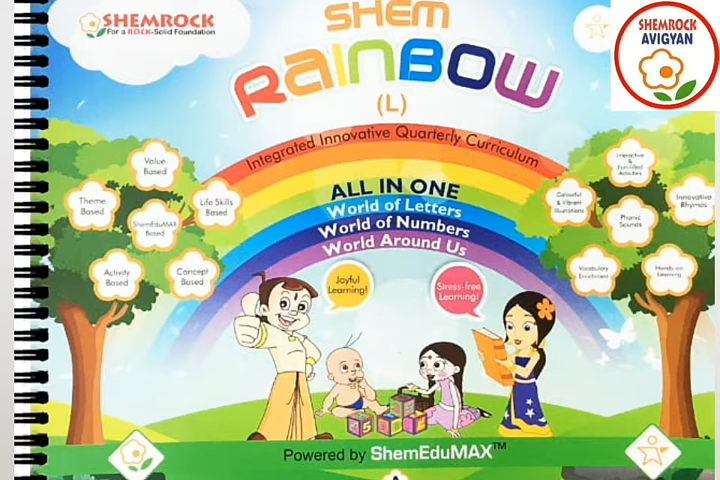 SHEMROCK
For a ROCK-Solid Foundation
SHEM
RAINBOW
(L)
SHEMROCK
AVIGYAN
Integrated Innovative Quarterly Curriculum
ALL IN ONE
World of Letters
World of Numbers
World Around Us
Value
Based
Theme
Based
Life Skills
Based
ShemEduMAX
Based
Activity
Based
Concept
Based
Interactive
&
Fun-filled
Activities
Colourful
& Vibrant
Illustrations
Innovative
Rhymes
Phonic
Sounds
Vocabulary
Enrichment
Hands-on
Learning
Joyful
Learning!
Stress-free
Learning!
5
Powered by ShemEduMAX™